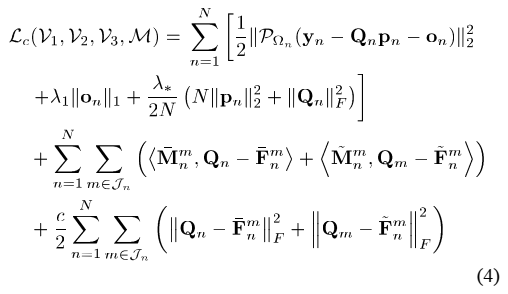 \mathcal{L}_c(\mathcal{V}_1, \mathcal{V}_2, \mathcal{V}_3, \mathcal{M}) = \sum_{n=1}^{N} \left[ \frac{1}{2} \| \mathcal{P}_{\Omega_n} (\mathbf{y}_n - \mathbf{Q}_n \mathbf{p}_n - \mathbf{o}_n) \|_2^2
+ \lambda_1 \| \mathbf{o}_n \|_1 + \frac{\lambda_*}{2N} \left( N \| \mathbf{p}_n \|_2^2 + \| \mathbf{Q}_n \|_F^2 \right) \right]
+ \sum_{n=1}^{N} \sum_{m \in \mathcal{J}_n} \left( \left\langle \bar{\mathbf{M}}_n^m, \mathbf{Q}_n - \bar{\mathbf{F}}_n^m \right\rangle + \left\langle \tilde{\mathbf{M}}_n^m, \mathbf{Q}_m - \tilde{\mathbf{F}}_n^m \right\rangle \right)
+ \frac{c}{2} \sum_{n=1}^{N} \sum_{m \in \mathcal{J}_n} \left( \left\| \mathbf{Q}_n - \bar{\mathbf{F}}_n^m \right\|_F^2 + \left\| \mathbf{Q}_m - \tilde{\mathbf{F}}_n^m \right\|_F^2 \right)
(4)